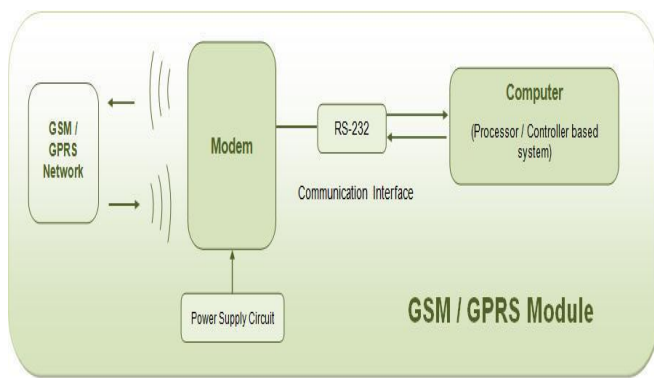 GSM /
GPRS
Network
Modem
RS-232
Communication Interface
Computer
(Processor / Controller based
system)
Power Supply Circuit
GSM / GPRS Module